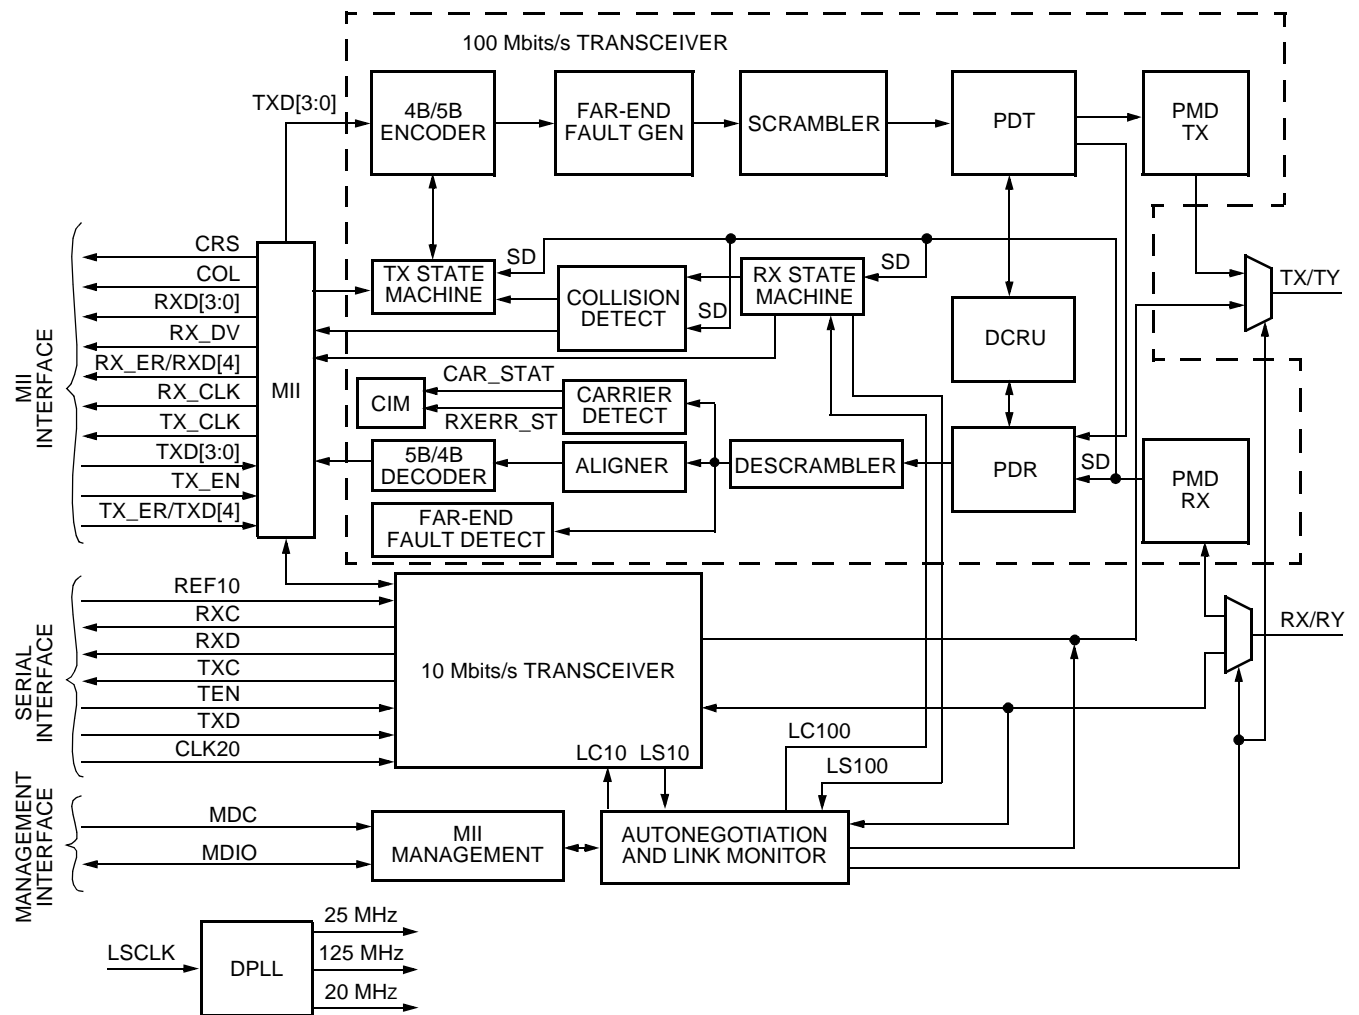 100 Mbits/s TRANSCEIVER
TXD[3:0]
4B/5B
ENCODER
FAR-END
FAULT GEN
SCRAMBLER
PDT
PMD
TX
MII
INTERFACE
CRS
COL
RXD[3:0]
RX_DV
RX_ER/RXD[4]
RX_CLK
TX_CLK
TXD[3:0]
TX_EN
TX_ER/TXD[4]
MII
TX STATE
MACHINE
SD
COLLISION
DETECT
SD
RX STATE
MACHINE
SD
DCRU
TX/TY
CIM
CAR_STAT
RXERR_ST
CARRIER
DETECT
5B/4B
DECODER
ALIGNER
DESCRAMBLER
PDR
SD
PMD
RX
FAR-END
FAULT DETECT
SERIAL
INTERFACE
REF10
RXC
RXD
TXC
TEN
TXD
CLK20
10 Mbits/s TRANSCEIVER
LC10
LS10
LC100
LS100
RX/RY
MANAGEMENT
INTERFACE
MDC
MDIO
MII
MANAGEMENT
AUTONEGOTIATION
AND LINK MONITOR
LSCLK
DPLL
25 MHz
125 MHz
20 MHz